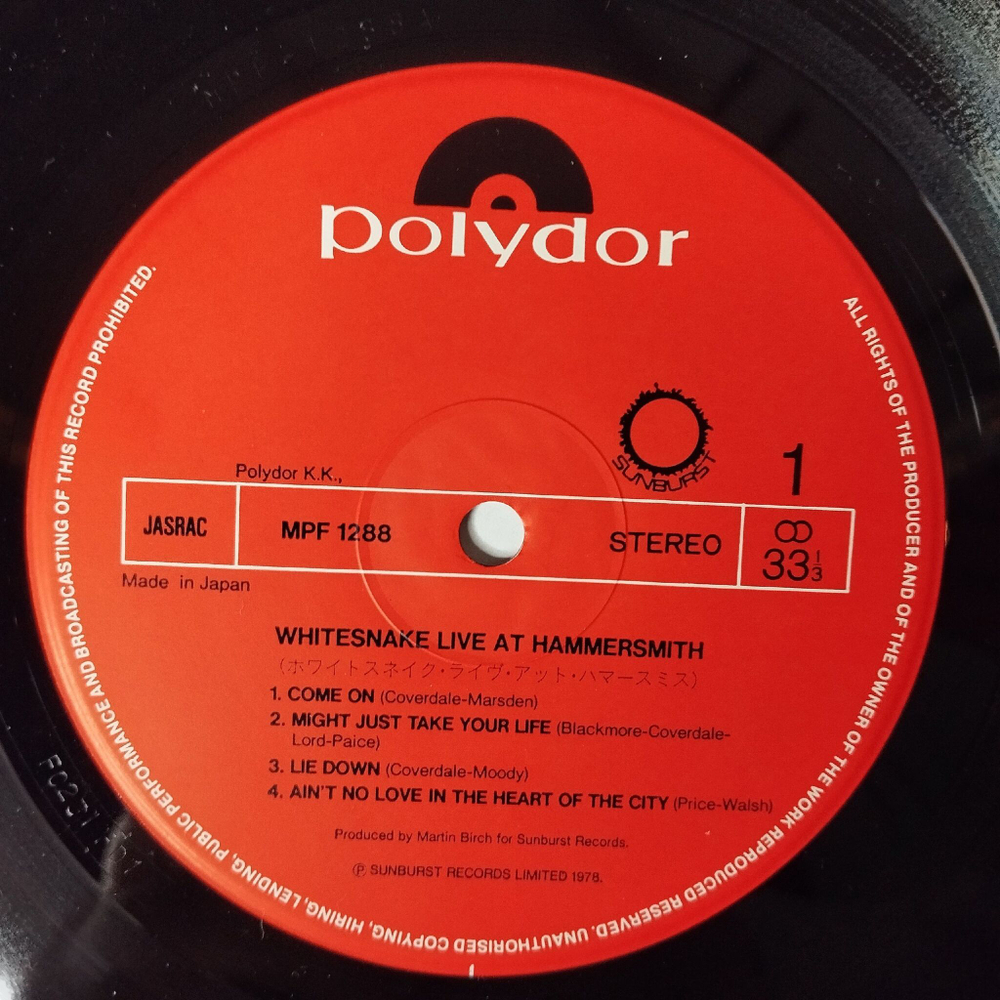 polydor
SUNBURST
1
Polydor K.K.,
JASRAC
MPF 1288
STEREO
33 1/3
Made in Japan
WHITESNAKE LIVE AT HAMMERSMITH
(ホワイトスネイク・ライヴ・アット・ハマースミス)
1. COME ON (Coverdale-Marsden)
2. MIGHT JUST TAKE YOUR LIFE (Blackmore-Coverdale-
Lord-Paice)
3. LIE DOWN (Coverdale-Moody)
4. AIN'T NO LOVE IN THE HEART OF THE CITY (Price-Walsh)
Produced by Martin Birch for Sunburst Records.
Ⓟ SUNBURST RECORDS LIMITED 1978.
ALL RIGHTS OF THE PRODUCER AND OF THE OWNER OF THE WORK REPRODUCED RESERVED. UNAUTHORISED COPYING, HIRING, LENDING, PUBLIC PERFORMANCE AND BROADCASTING OF THIS RECORD PROHIBITED.